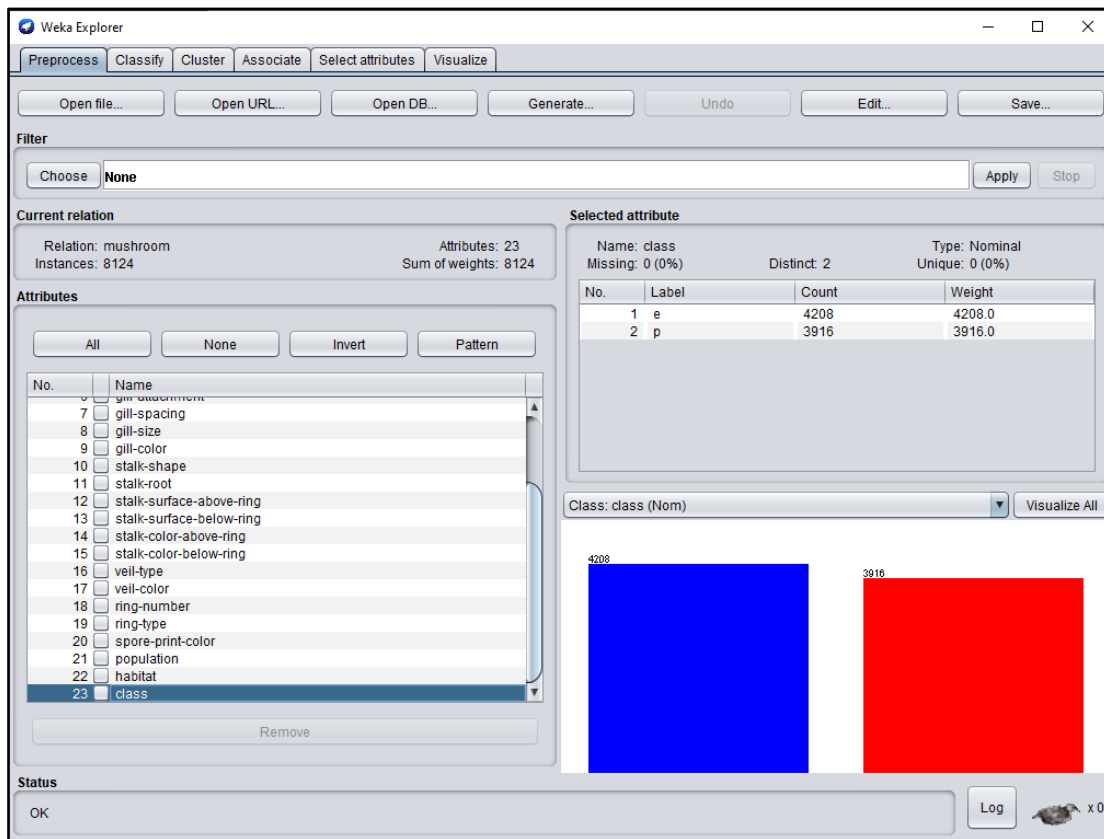 Weka Explorer
Preprocess Classify Cluster Associate Select attributes Visualize
Open file... Open URL... Open DB... Generate... Undo Edit... Save...
Filter
Choose None Apply Stop
Current relation
Relation: mushroom Attributes: 23
Instances: 8124 Sum of weights: 8124
Attributes
All None Invert Pattern
No. Name
7 gill-spacing
8 gill-size
9 gill-color
10 stalk-shape
11 stalk-root
12 stalk-surface-above-ring
13 stalk-surface-below-ring
14 stalk-color-above-ring
15 stalk-color-below-ring
16 veil-type
17 veil-color
18 ring-number
19 ring-type
20 spore-print-color
21 population
22 habitat
23 class
Remove
Selected attribute
Name: class Type: Nominal
Missing: 0 (0%) Distinct: 2 Unique: 0 (0%)
No. Label Count Weight
1 e 4208 4208.0
2 p 3916 3916.0
Class: class (Nom) Visualize All
4208
3916
Status
OK
Log x 0